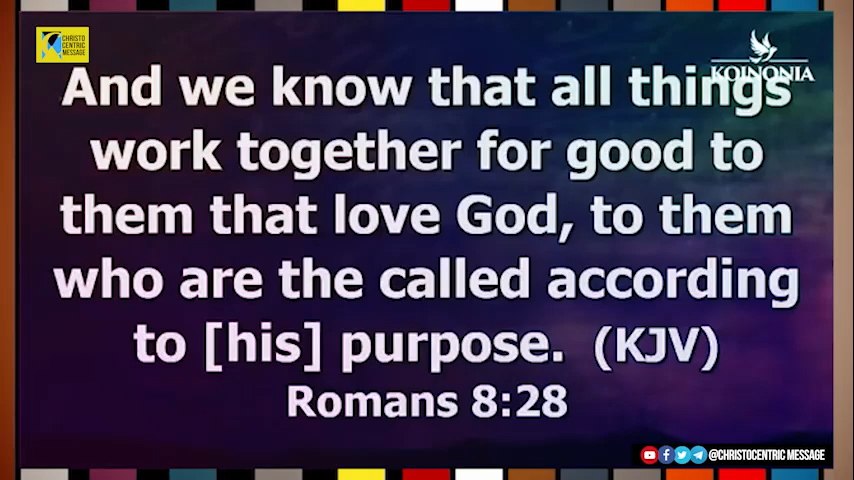 CHRISTO
CENTRIC
MESSAGE
KOINONIA
And we know that all things
work together for good to
them that love God, to them
who are the called according
to [his] purpose. (KJV)
Romans 8:28
@CHRISTOCENTRIC MESSAGE